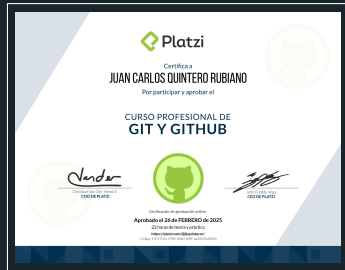 Platzi
Certifica a
JUAN CARLOS QUINTERO RUBIANO
Por participar y aprobar el
CURSO PROFESIONAL DE
GIT Y GITHUB
COO DE PLATZI
CEO DE PLATZI
Certificación de aprobación online:
Aprobado el 26 de FEBRERO de 2025
22 horas de teoría y práctica